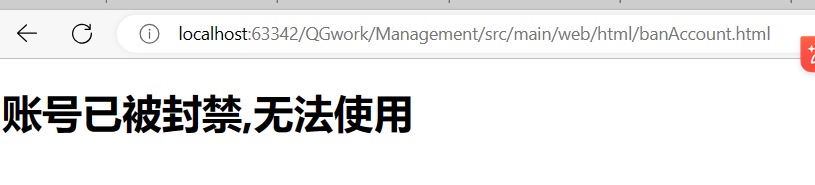 localhost:63342/QGwork/Management/src/main/web/html/banAccount.html
账号已被封禁,无法使用